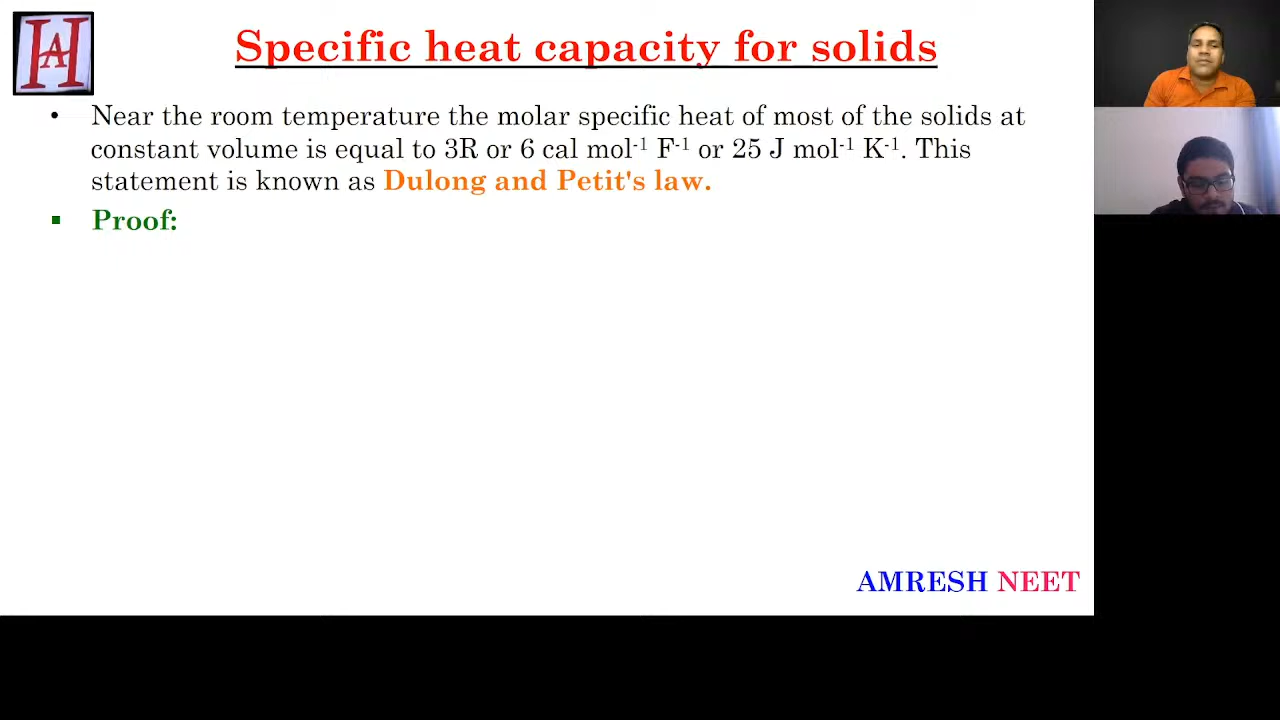 HA
Specific heat capacity for solids
• Near the room temperature the molar specific heat of most of the solids at
constant volume is equal to 3R or 6 cal mol⁻¹ F⁻¹ or 25 J mol⁻¹ K⁻¹. This
statement is known as Dulong and Petit's law.
▪ Proof:
AMRESH NEET